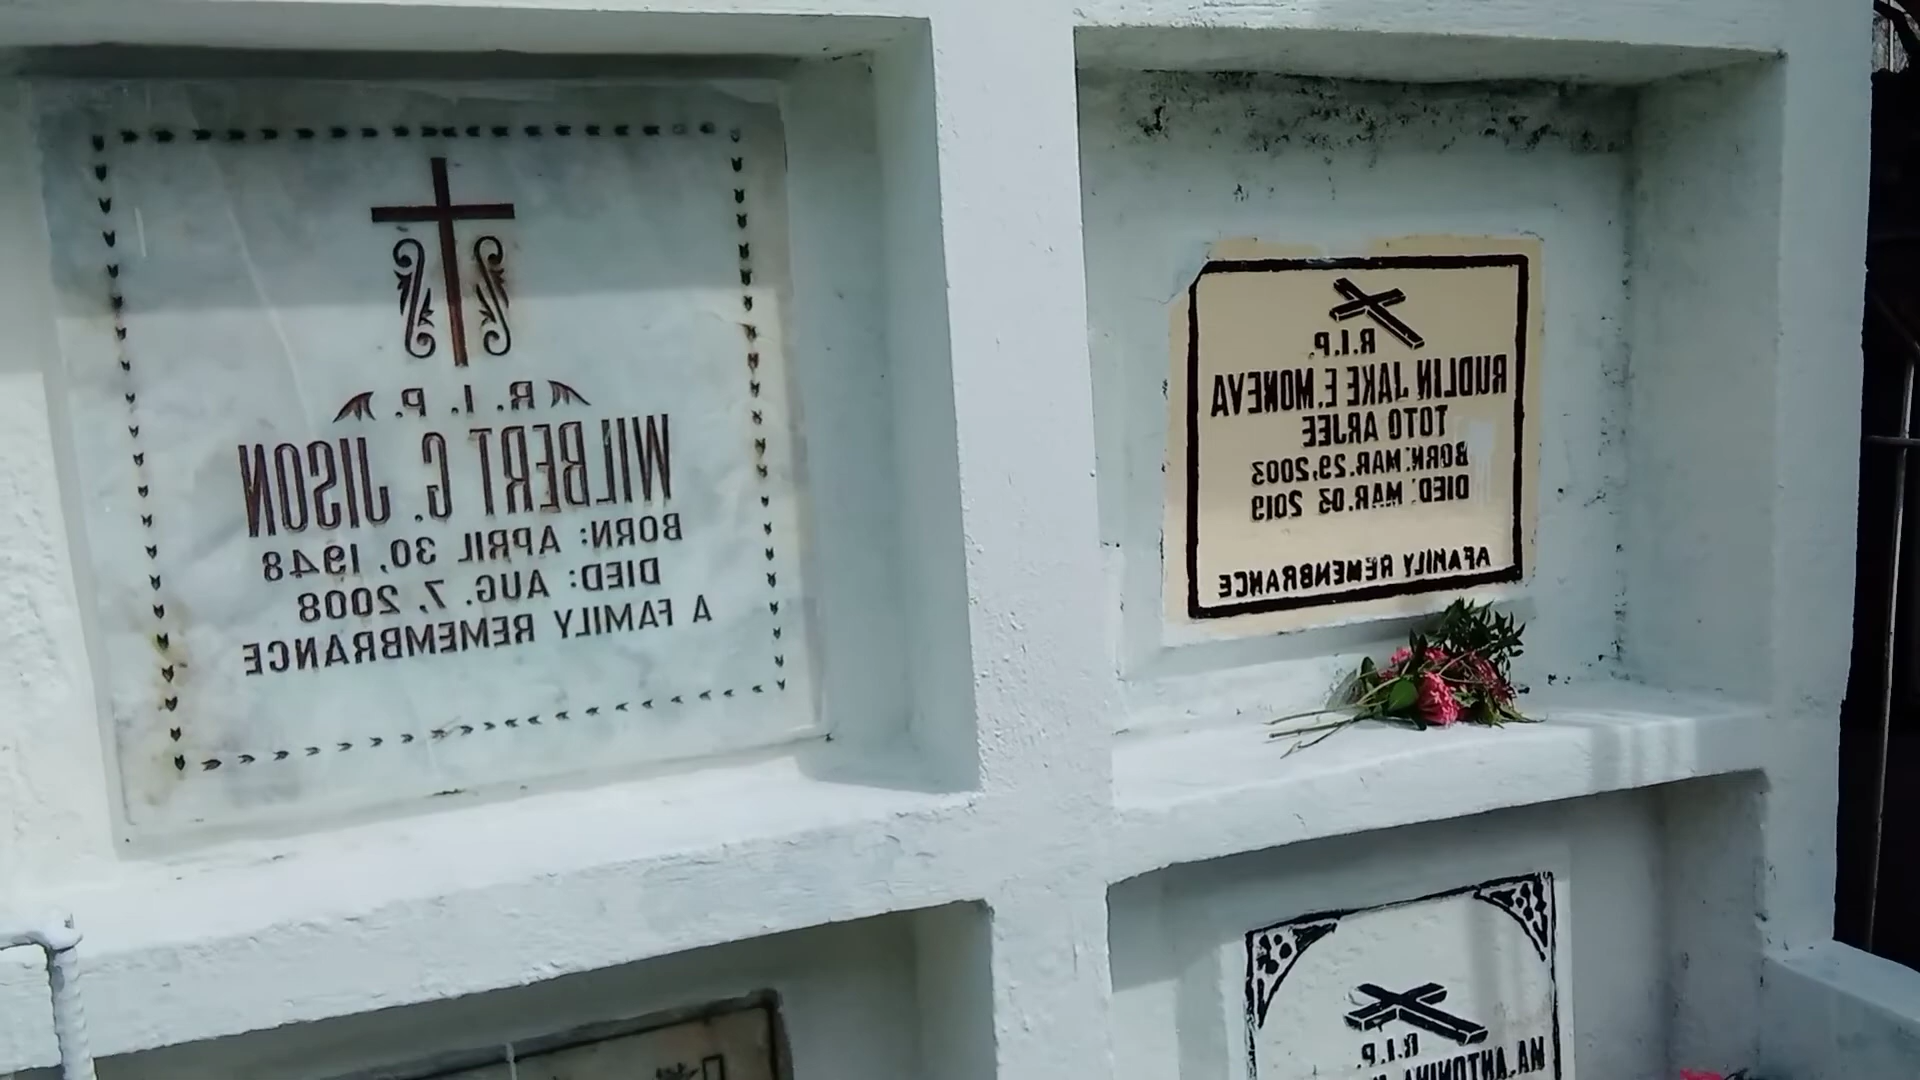 R. I. P.
WILBERT G. JISON
BORN: APRIL 30, 1948
DIED: AUG. 7, 2008
A FAMILY REMEMBRANCE
R.I.P.
RUDLIN JAKE E. MONEVA
TOTO ARJEE
BORN: MAR. 29, 2003
DIED: MAR. 03 2019
A FAMILY REMENBRANCE
R.I.P.
MA. ANTONINA